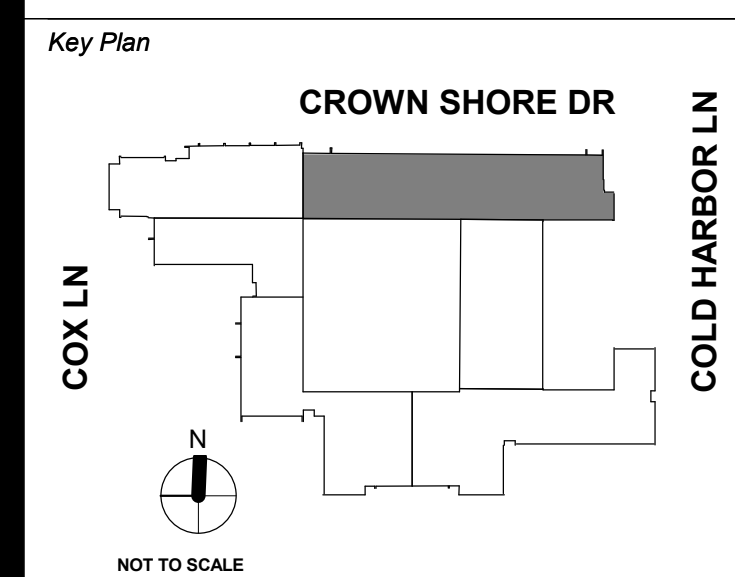 Key Plan
CROWN SHORE DR
COLD HARBOR LN
COX LN
N
NOT TO SCALE